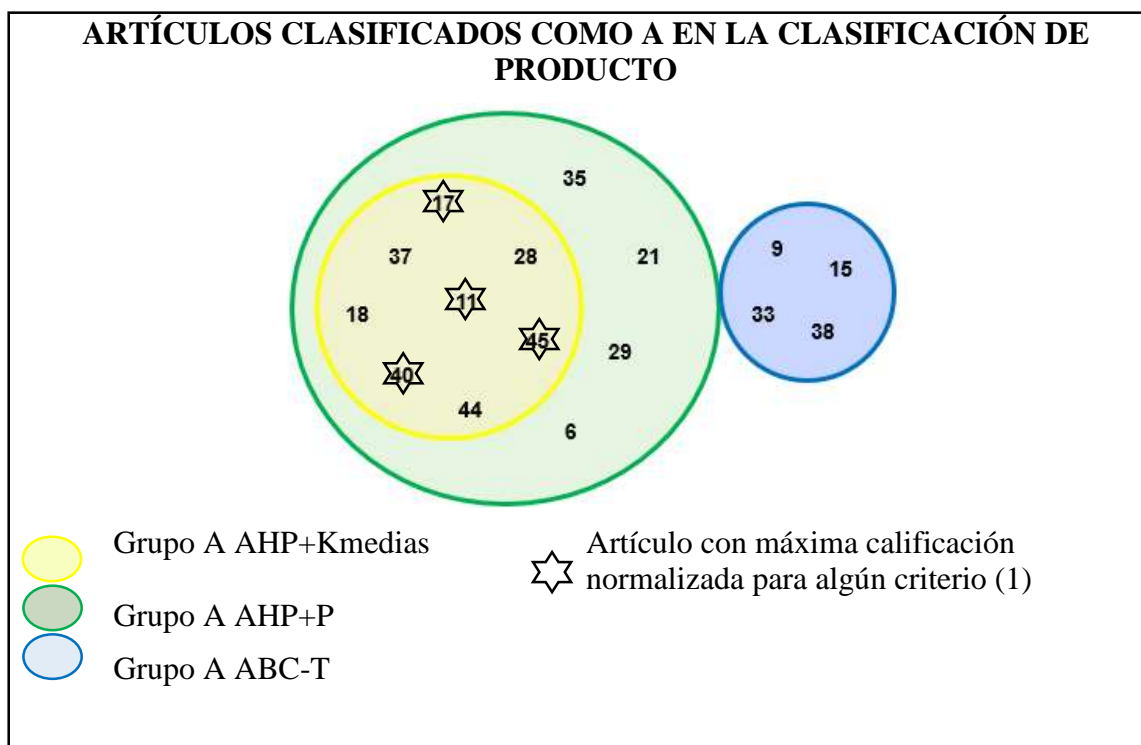 ARTÍCULOS CLASIFICADOS COMO A EN LA CLASIFICACIÓN DE
PRODUCTO
35
17
37
28
21
9
15
11
18
33
38
45
29
40
44
6
Grupo A AHP+Kmedias
Grupo A AHP+P
Grupo A ABC-T
Artículo con máxima calificación
normalizada para algún criterio (1)